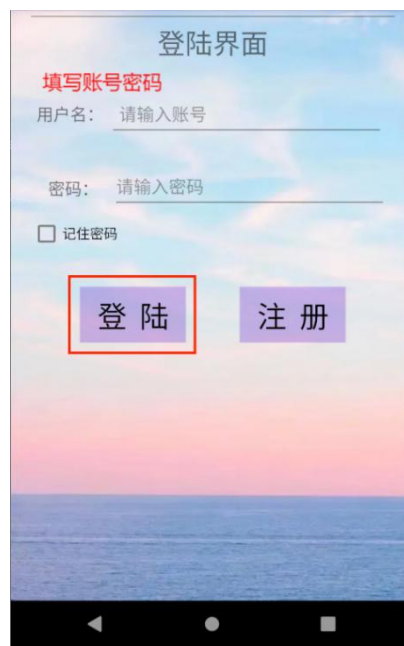 登陆界面
填写账号密码
用户名： 请输入账号
密码： 请输入密码
记住密码
登 陆 注 册